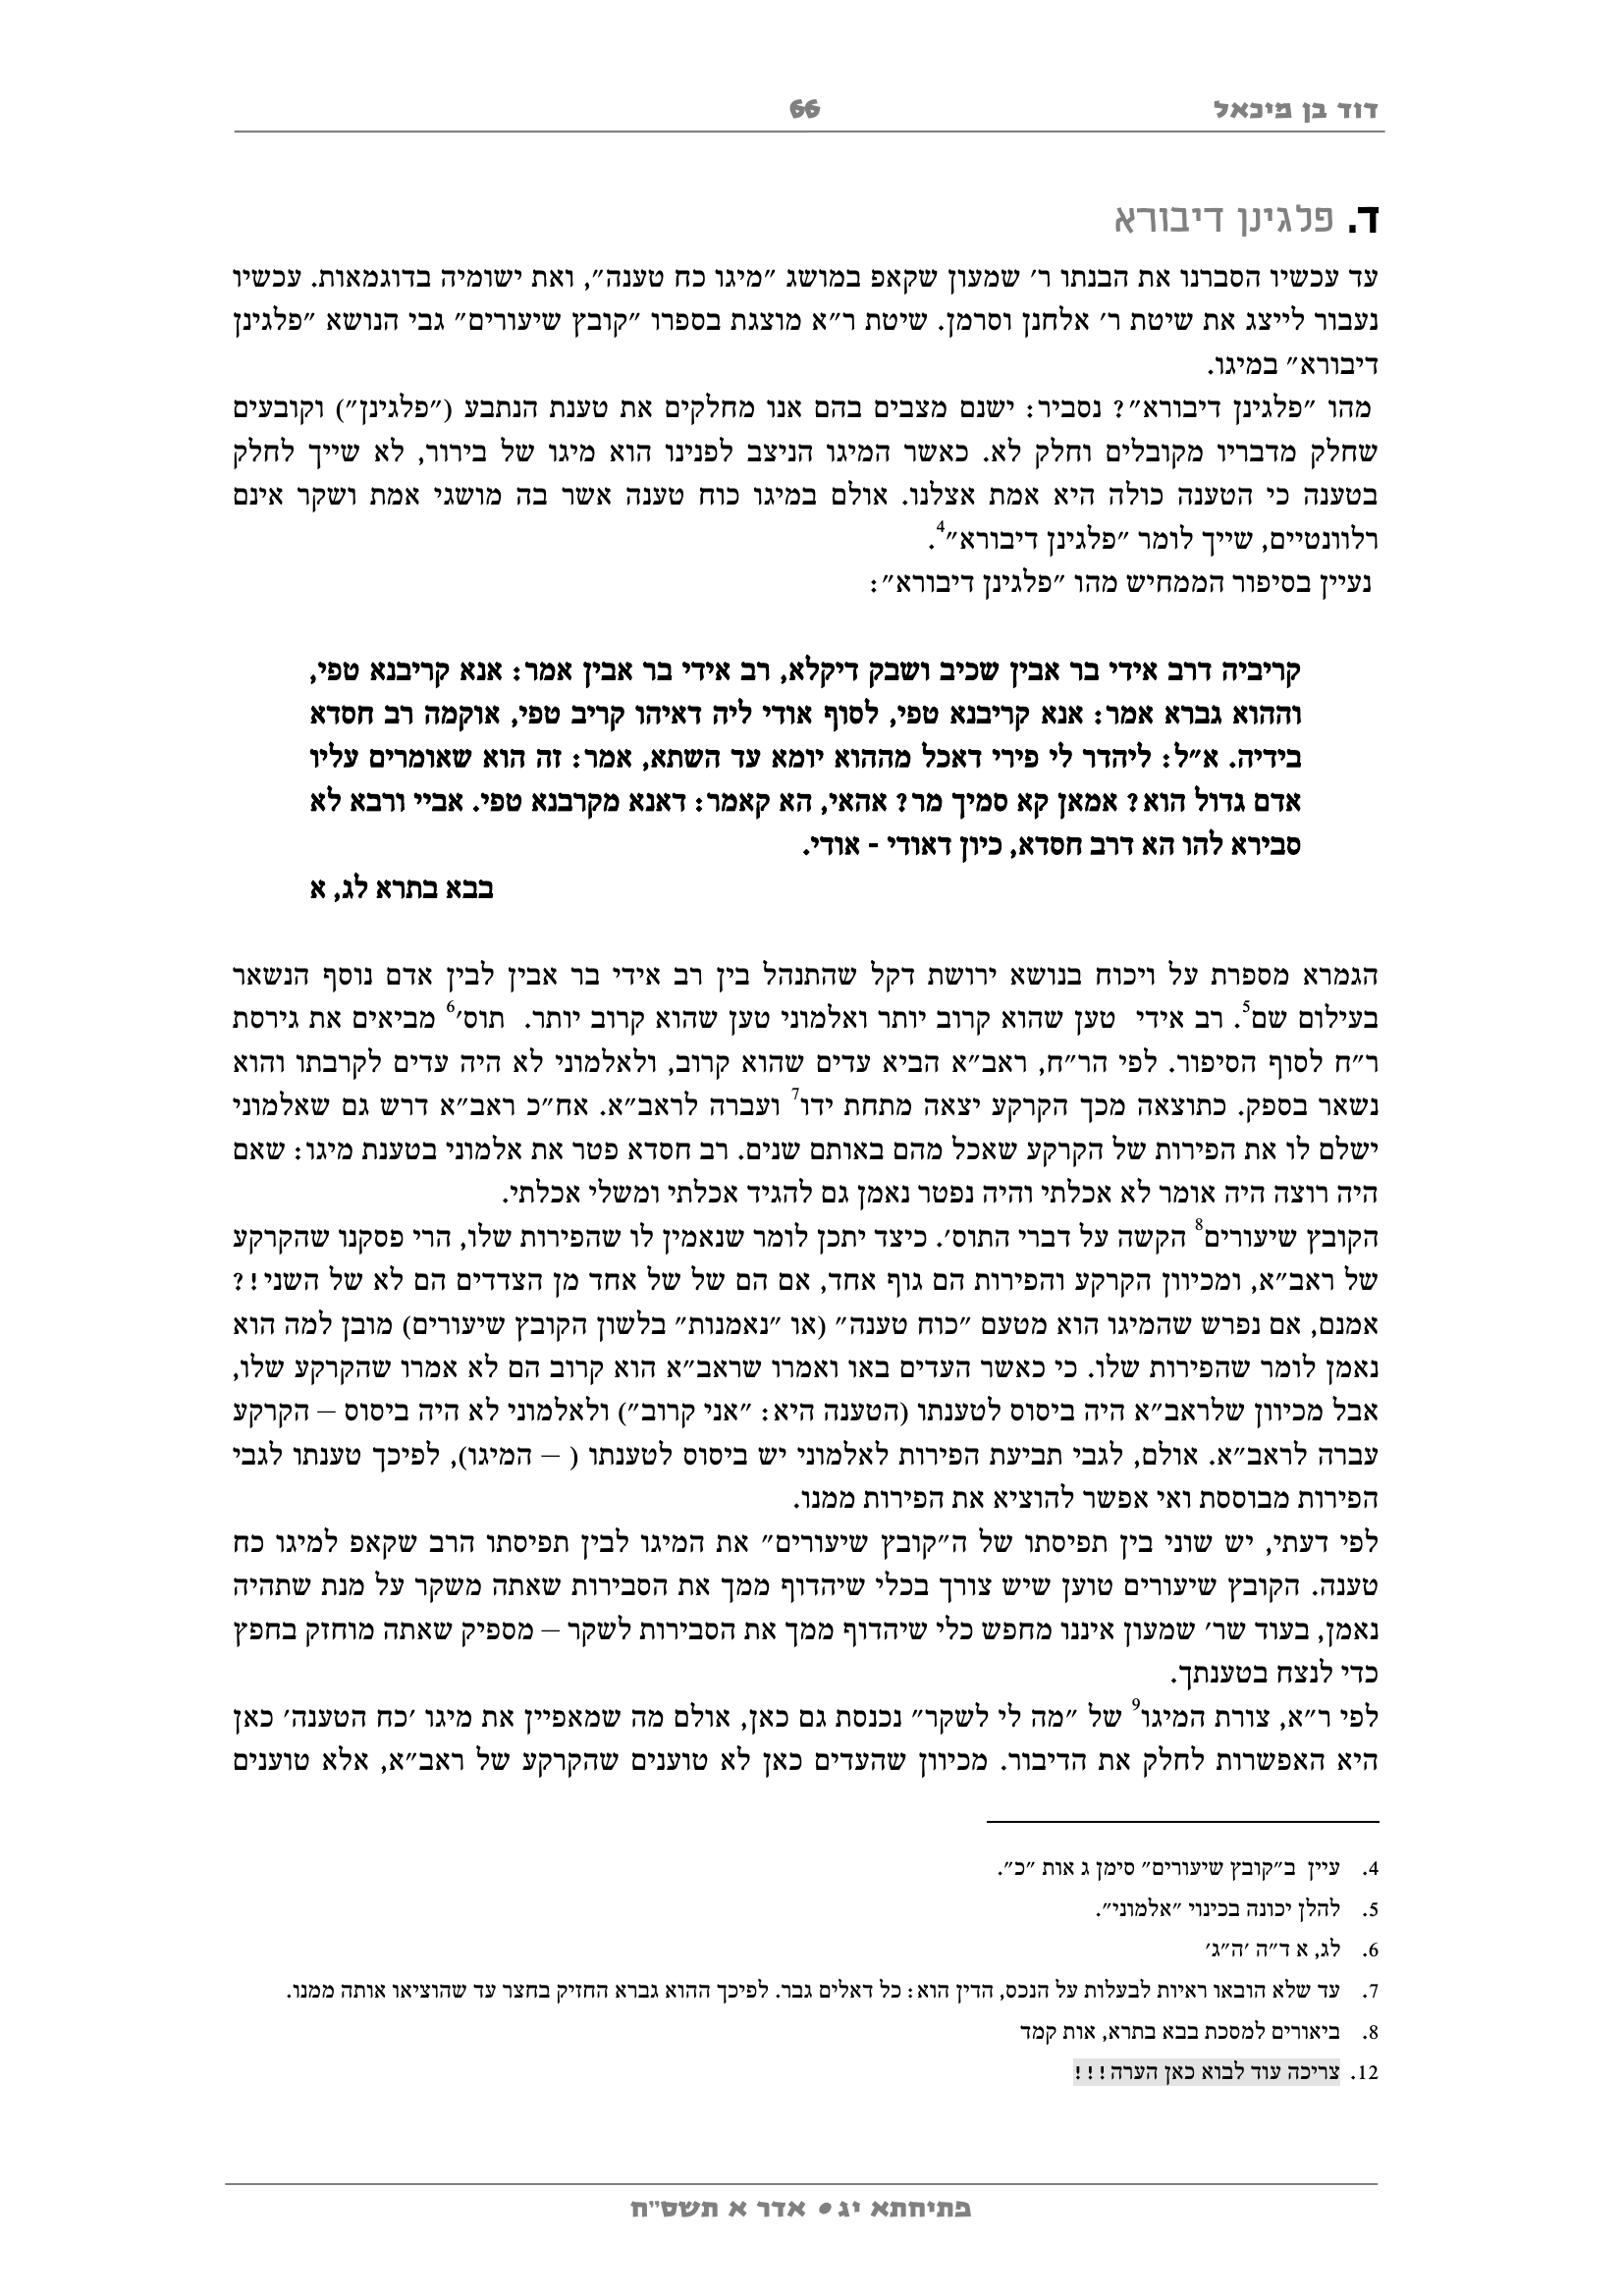 דוד בן מיכאל 66
ד. פלגינן דיבורא
עד עכשיו הסברנו את הבנתו ר׳ שמעון שקאפ במושג ״מיגו כח טענה״, ואת ישומיה בדוגמאות. עכשיו
נעבור לייצג את שיטת ר׳ אלחנן וסרמן. שיטת ר״א מוצגת בספרו ״קובץ שיעורים״ גבי הנושא ״פלגינן
דיבורא״ במיגו.
מהו ״פלגינן דיבורא״? נסביר: ישנם מצבים בהם אנו מחלקים את טענת הנתבע (״פלגינן״) וקובעים
שחלק מדבריו מקובלים וחלק לא. כאשר המיגו הניצב לפנינו הוא מיגו של בירור, לא שייך לחלק
בטענה כי הטענה כולה היא אמת אצלנו. אולם במיגו כוח טענה אשר בה מושגי אמת ושקר אינם
רלוונטיים, שייך לומר ״פלגינן דיבורא״4.
נעיין בסיפור הממחיש מהו ״פלגינן דיבורא״:
קריביה דרב אידי בר אבין שכיב ושבק דיקלא, רב אידי בר אבין אמר: אנא קריבנא טפי,
וההוא גברא אמר: אנא קריבנא טפי, לסוף אודי ליה דאיהו קריב טפי, אוקמה רב חסדא
בידיה. א״ל: ליהדר לי פירי דאכל מההוא יומא עד השתא, אמר: זה הוא שאומרים עליו
אדם גדול הוא? אמאן קא סמיך מר? אהאי, הא קאמר: דאנא מקרבנא טפי. אביי ורבא לא
סבירא להו הא דרב חסדא, כיון דאודי - אודי.
בבא בתרא לג, א
הגמרא מספרת על ויכוח בנושא ירושת דקל שהתנהל בין רב אידי בר אבין לבין אדם נוסף הנשאר
בעילום שם5. רב אידי טען שהוא קרוב יותר ואלמוני טען שהוא קרוב יותר. תוס׳6 מביאים את גירסת
ר״ח לסוף הסיפור. לפי הר״ח, ראב״א הביא עדים שהוא קרוב, ולאלמוני לא היה עדים לקרבתו והוא
נשאר בספק. כתוצאה מכך הקרקע יצאה מתחת ידו7 ועברה לראב״א. אח״כ ראב״א דרש גם שאלמוני
ישלם לו את הפירות של הקרקע שאכל מהם באותם שנים. רב חסדא פטר את אלמוני בטענת מיגו: שאם
היה רוצה היה אומר לא אכלתי והיה נפטר נאמן גם להגיד אכלתי ומשלי אכלתי.
הקובץ שיעורים8 הקשה על דברי התוס׳. כיצד יתכן לומר שנאמין לו שהפירות שלו, הרי פסקנו שהקרקע
של ראב״א, ומכיוון הקרקע והפירות הם גוף אחד, אם הם של של אחד מן הצדדים הם לא של השני!?
אמנם, אם נפרש שהמיגו הוא מטעם ״כוח טענה״ (או ״נאמנות״ בלשון הקובץ שיעורים) מובן למה הוא
נאמן לומר שהפירות שלו. כי כאשר העדים באו ואמרו שראב״א הוא קרוב הם לא אמרו שהקרקע שלו,
אבל מכיוון שלראב״א היה ביסוס לטענתו (הטענה היא: ״אני קרוב״) ולאלמוני לא היה ביסוס – הקרקע
עברה לראב״א. אולם, לגבי תביעת הפירות לאלמוני יש ביסוס לטענתו ( – המיגו), לפיכך טענתו לגבי
הפירות מבוססת ואי אפשר להוציא את הפירות ממנו.
לפי דעתי, יש שוני בין תפיסתו של ה״קובץ שיעורים״ את המיגו לבין תפיסתו הרב שקאפ למיגו כח
טענה. הקובץ שיעורים טוען שיש צורך בכלי שיהדוף ממך את הסבירות שאתה משקר על מנת שתהיה
נאמן, בעוד שר׳ שמעון איננו מחפש כלי שיהדוף ממך את הסבירות לשקר – מספיק שאתה מוחזק בחפץ
כדי לנצח בטענתך.
לפי ר״א, צורת המיגו9 של ״מה לי לשקר״ נכנסת גם כאן, אולם מה שמאפיין את מיגו ׳כח הטענה׳ כאן
היא האפשרות לחלק את הדיבור. מכיוון שהעדים כאן לא טוענים שהקרקע של ראב״א, אלא טוענים
4. עיין ב״קובץ שיעורים״ סימן ג אות ״כ״.
5. להלן יכונה בכינוי ״אלמוני״.
6. לג, א ד״ה ׳ה״ג׳
7. עד שלא הובאו ראיות לבעלות על הנכס, הדין הוא: כל דאלים גבר. לפיכך ההוא גברא החזיק בחצר עד שהוציאו אותה ממנו.
8. ביאורים למסכת בבא בתרא, אות קמד
12. צריכה עוד לבוא כאן הערה!!!
פתיחתא יג • אדר א תשס״ח